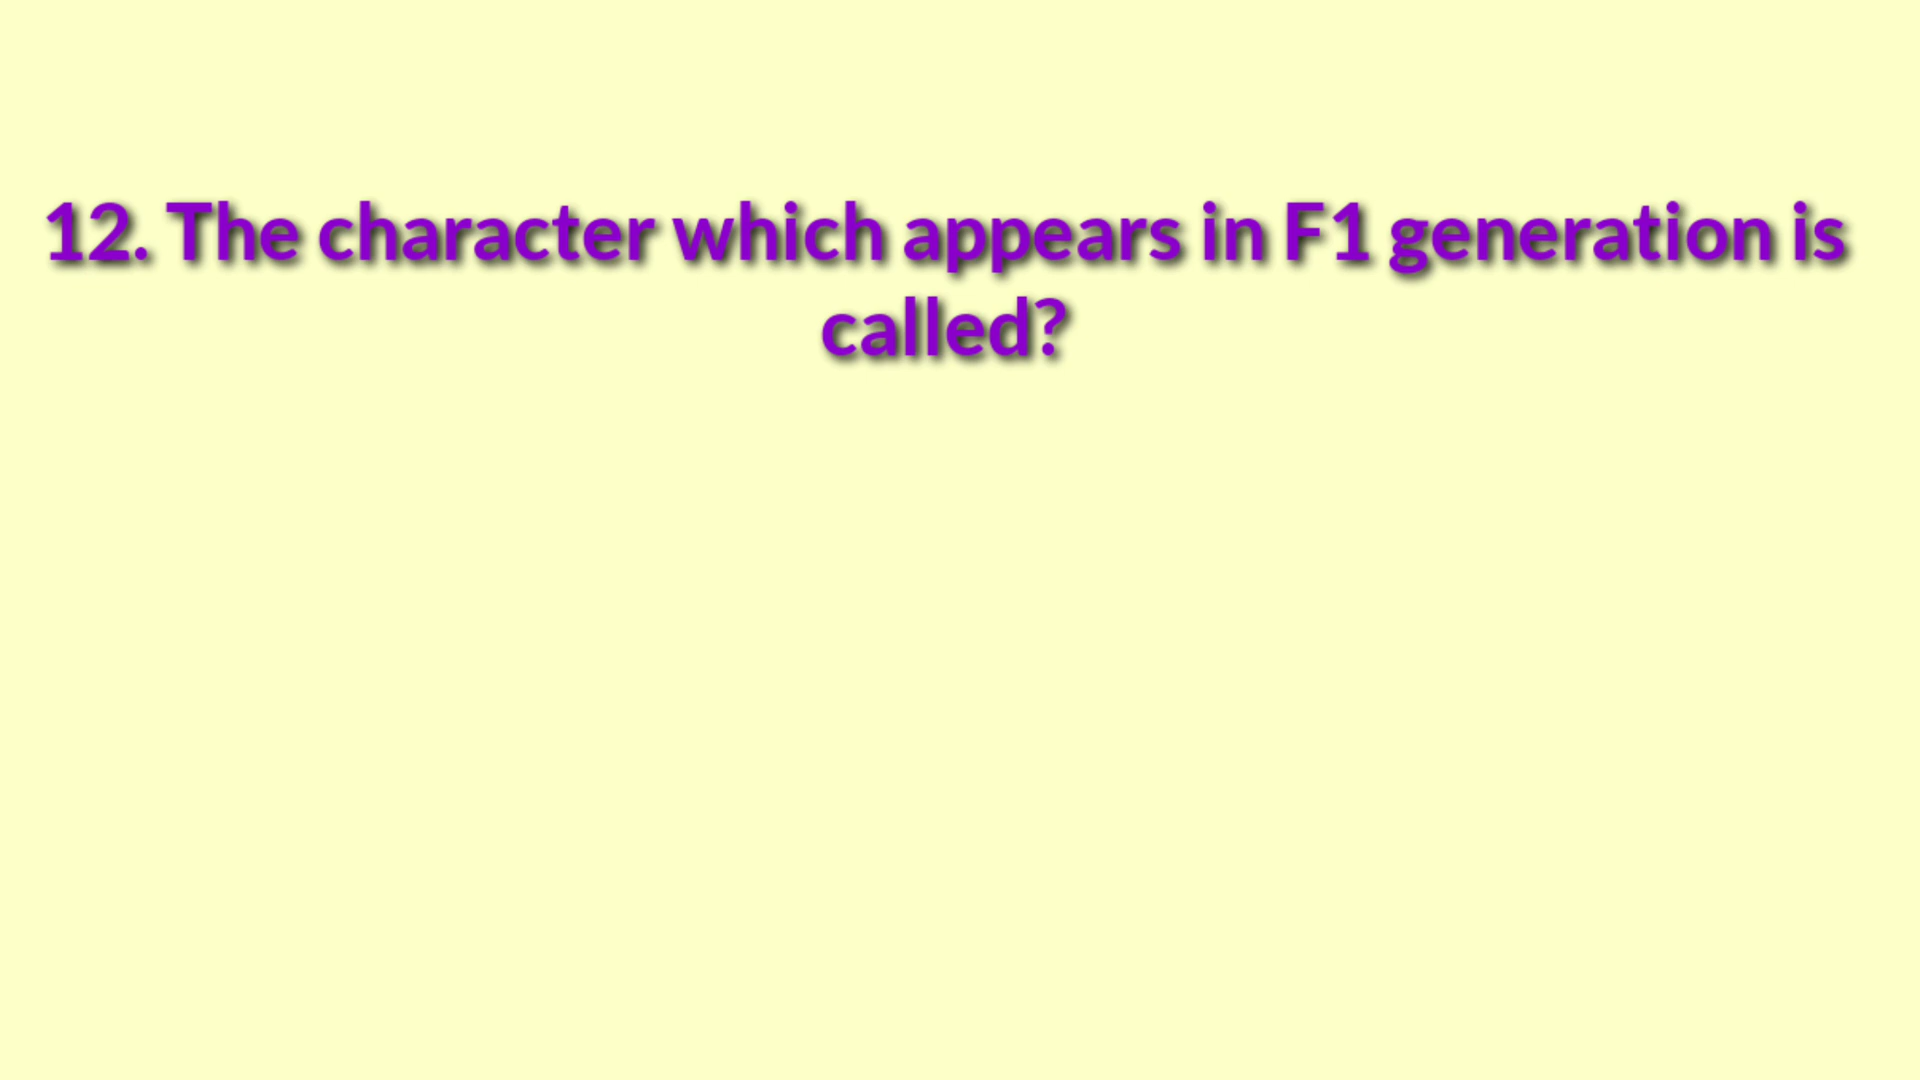 12. The character which appears in F1 generation is
called?